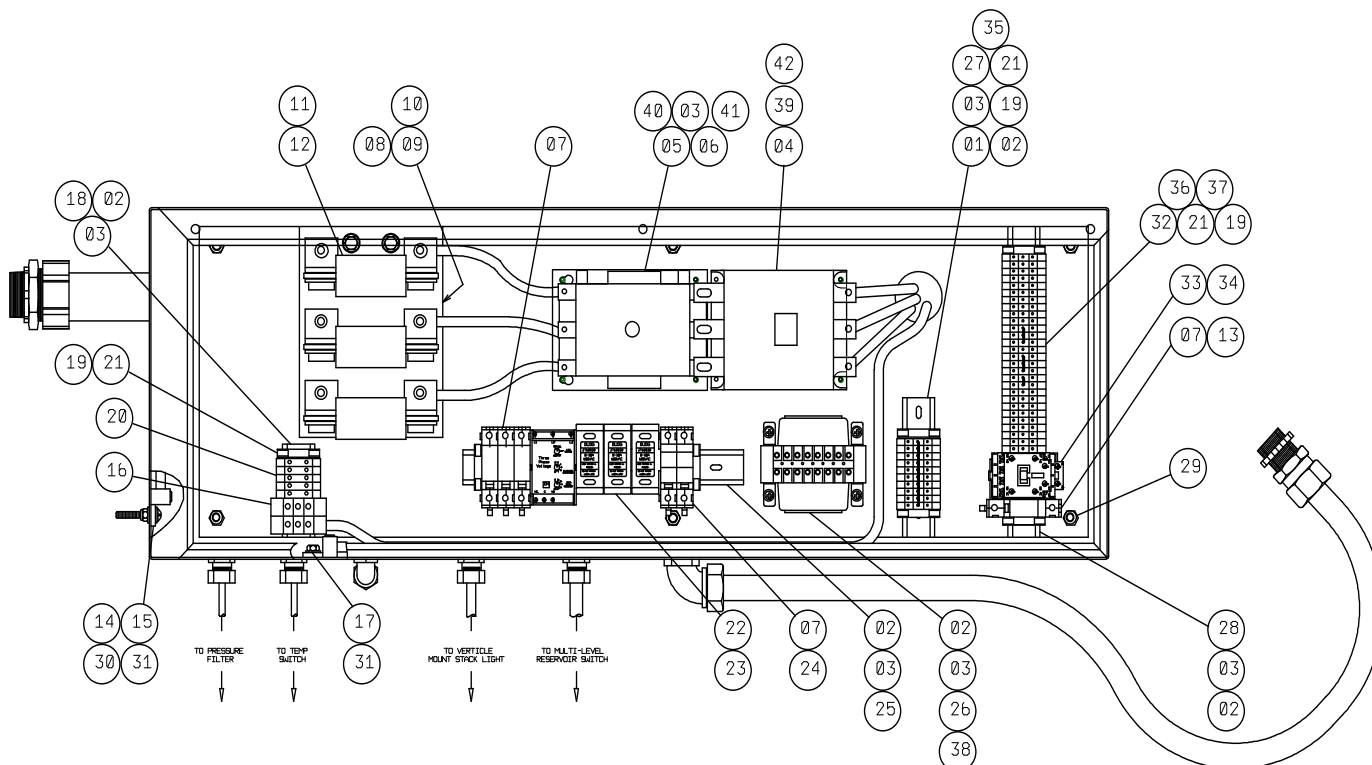 35
42 27 21
11 10 40 03 41 39 03 19
12 08 09 07 05 06 04 01 02
18 02 36 37
03 32 21 19
33 34
07 13
19 21
20
16 29
Three
Phase
Voltage
14 15 17 22 07 02 02 28
30 31 31 23 24 03 03 03
25 26 02
38
TO PRESSURE
FILTER
TO TEMP
SWITCH
TO VERTICLE
MOUNT STACK LIGHT
TO MULTI-LEVEL
RESERVOIR SWITCH